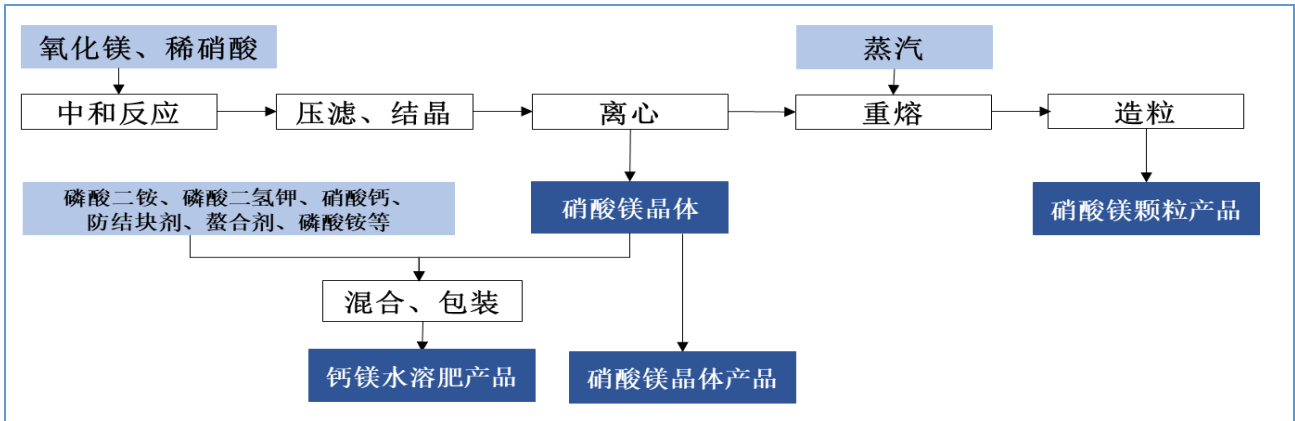 氧化镁、稀硝酸
蒸汽
中和反应
压滤、结晶
离心
重熔
造粒
磷酸二铵、磷酸二氢钾、硝酸钙、
防结块剂、螯合剂、磷酸铵等
硝酸镁晶体
硝酸镁颗粒产品
混合、包装
钙镁水溶肥产品
硝酸镁晶体产品